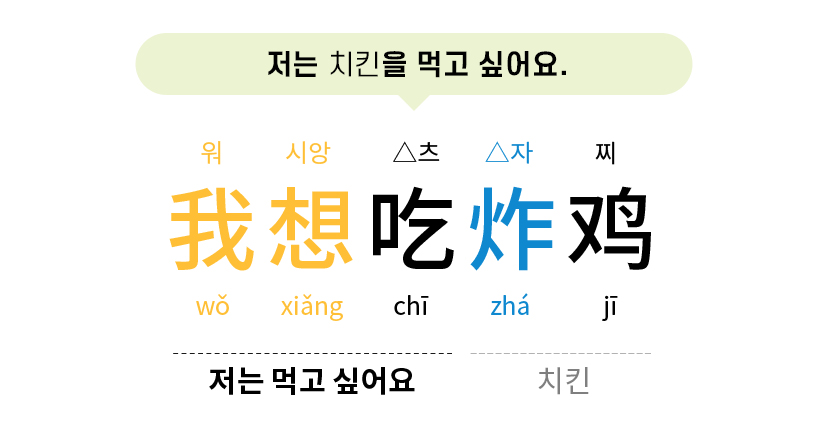 저는 치킨을 먹고 싶어요.
워 시앙 △츠 △자 찌
我想吃炸鸡
wǒ xiǎng chī zhá jī
저는 먹고 싶어요 치킨